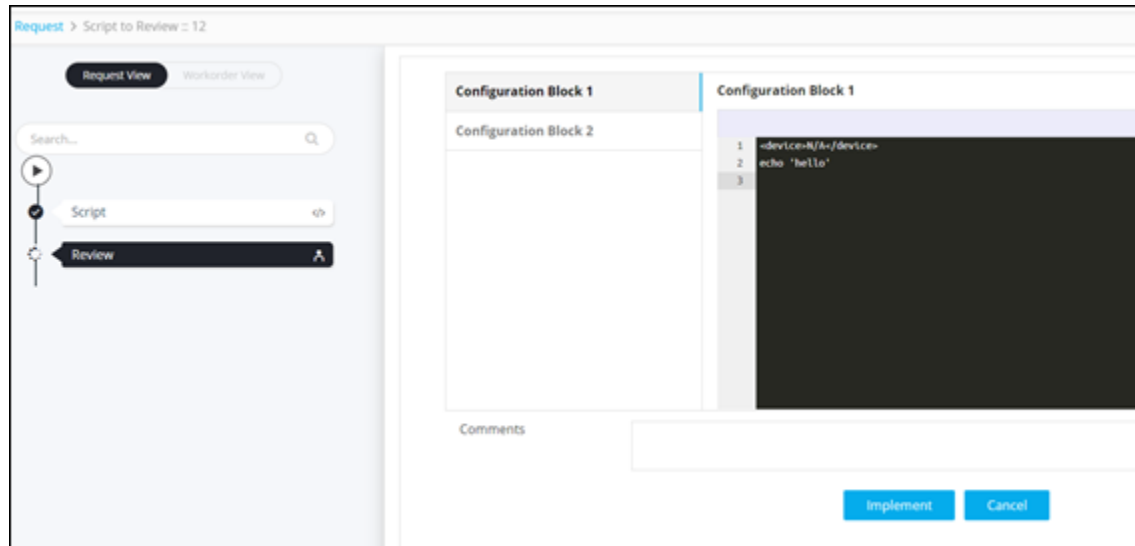 Request > Script to Review :: 12
Request View Workorder View
Search...
Script </>
Review
Configuration Block 1
Configuration Block 2
Configuration Block 1
1 <device>N/A</device>
2 echo 'hello'
3
Comments
Implement Cancel